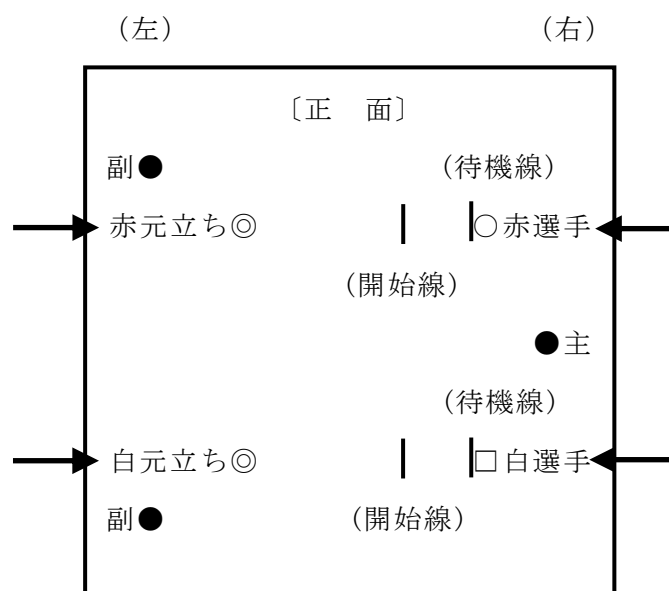 （左） （右）
〔正　面〕
副● （待機線）
赤元立ち◎ ○赤選手
（開始線）
●主
（待機線）
白元立ち◎ □白選手
副● （開始線）